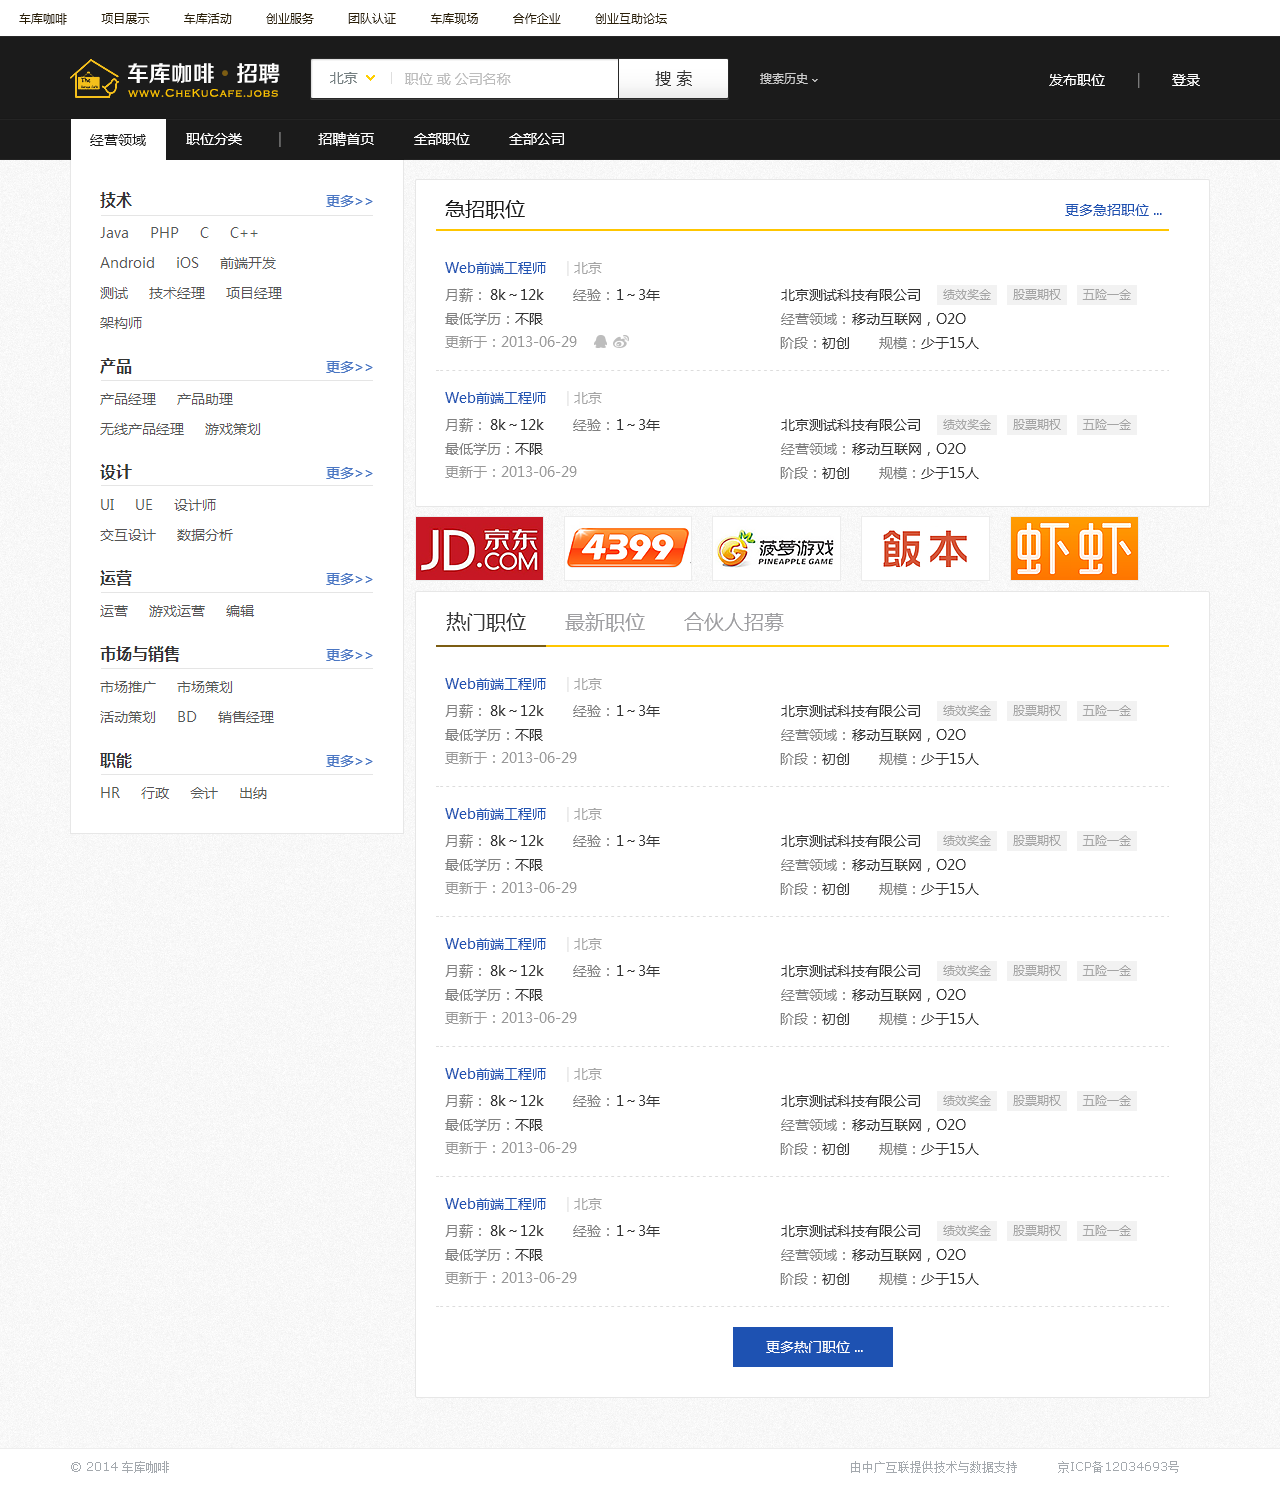 车库咖啡 项目展示 车库活动 创业服务 团队认证 车库现场 合作企业 创业互助论坛
车库咖啡·招聘
WWW.CHEKUCAFE.JOBS
北京 职位 或 公司名称 搜 索 搜索历史 发布职位 | 登录
经营领域 职位分类 | 招聘首页 全部职位 全部公司
技术 更多>>
Java PHP C C++
Android iOS 前端开发
测试 技术经理 项目经理
架构师
产品 更多>>
产品经理 产品助理
无线产品经理 游戏策划
设计 更多>>
UI UE 设计师
交互设计 数据分析
运营 更多>>
运营 游戏运营 编辑
市场与销售 更多>>
市场推广 市场策划
活动策划 BD 销售经理
职能 更多>>
HR 行政 会计 出纳
急招职位 更多急招职位 ...
Web前端工程师 | 北京
月薪： 8k ~ 12k 经验：1 ~ 3年 北京测试科技有限公司 绩效奖金 股票期权 五险一金
最低学历：不限 经营领域：移动互联网，O2O
更新于：2013-06-29 阶段：初创 规模：少于15人
Web前端工程师 | 北京
月薪： 8k ~ 12k 经验：1 ~ 3年 北京测试科技有限公司 绩效奖金 股票期权 五险一金
最低学历：不限 经营领域：移动互联网，O2O
更新于：2013-06-29 阶段：初创 规模：少于15人
JD京东.COM 4399 菠萝游戏 PINEAPPLE GAME 飯本 虾虾
热门职位 最新职位 合伙人招募
Web前端工程师 | 北京
月薪： 8k ~ 12k 经验：1 ~ 3年 北京测试科技有限公司 绩效奖金 股票期权 五险一金
最低学历：不限 经营领域：移动互联网，O2O
更新于：2013-06-29 阶段：初创 规模：少于15人
Web前端工程师 | 北京
月薪： 8k ~ 12k 经验：1 ~ 3年 北京测试科技有限公司 绩效奖金 股票期权 五险一金
最低学历：不限 经营领域：移动互联网，O2O
更新于：2013-06-29 阶段：初创 规模：少于15人
Web前端工程师 | 北京
月薪： 8k ~ 12k 经验：1 ~ 3年 北京测试科技有限公司 绩效奖金 股票期权 五险一金
最低学历：不限 经营领域：移动互联网，O2O
更新于：2013-06-29 阶段：初创 规模：少于15人
Web前端工程师 | 北京
月薪： 8k ~ 12k 经验：1 ~ 3年 北京测试科技有限公司 绩效奖金 股票期权 五险一金
最低学历：不限 经营领域：移动互联网，O2O
更新于：2013-06-29 阶段：初创 规模：少于15人
Web前端工程师 | 北京
月薪： 8k ~ 12k 经验：1 ~ 3年 北京测试科技有限公司 绩效奖金 股票期权 五险一金
最低学历：不限 经营领域：移动互联网，O2O
更新于：2013-06-29 阶段：初创 规模：少于15人
更多热门职位 ...
© 2014 车库咖啡 由中广互联提供技术与数据支持 京ICP备12034693号